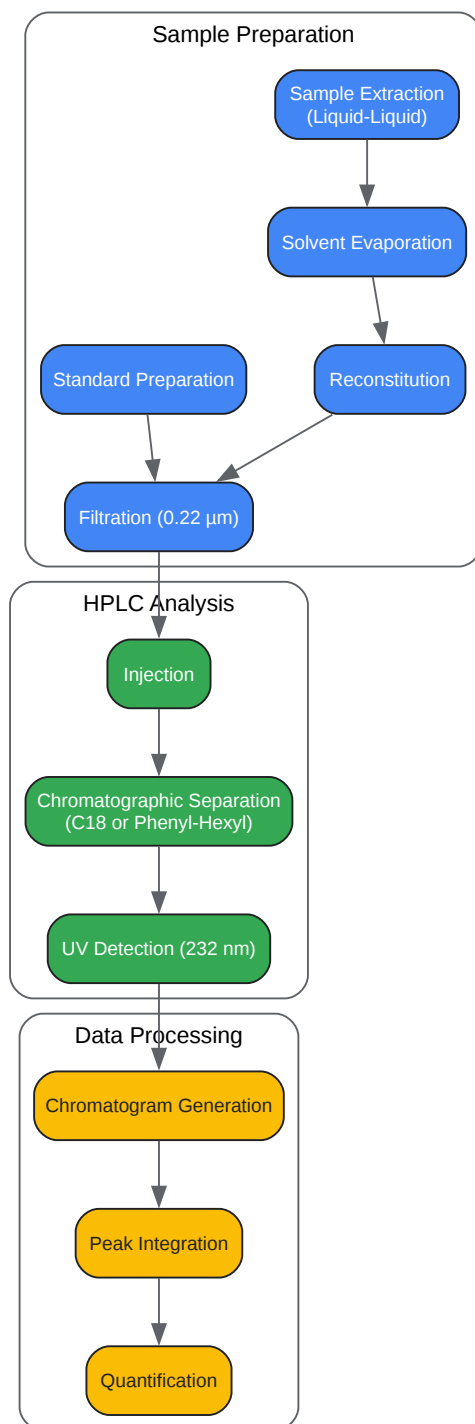 Sample Preparation
Sample Extraction
(Liquid-Liquid)
Solvent Evaporation
Standard Preparation
Reconstitution
Filtration (0.22 µm)
HPLC Analysis
Injection
Chromatographic Separation
(C18 or Phenyl-Hexyl)
UV Detection (232 nm)
Data Processing
Chromatogram Generation
Peak Integration
Quantification